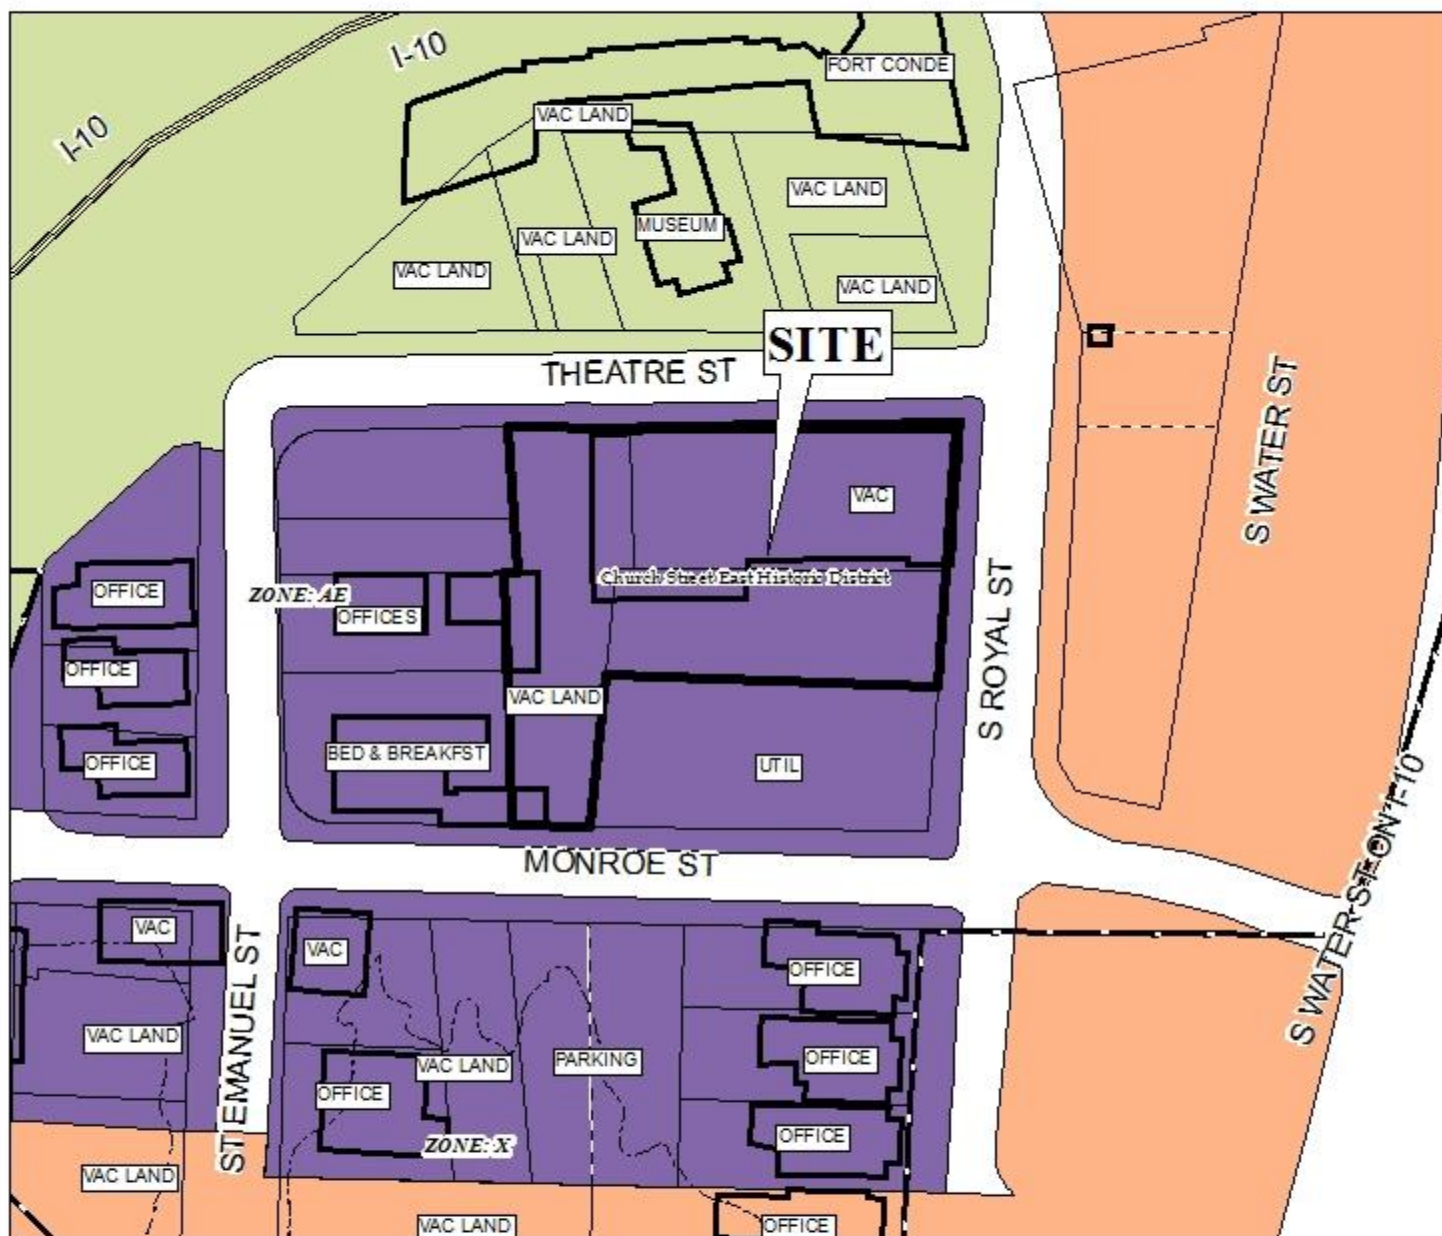 I-10
I-10
FORT CONDE
VAC LAND
VAC LAND
MUSEUM
VAC LAND
VAC LAND
VAC LAND
SITE
THEATRE ST
S WATER ST
VAC
OFFICE
ZONE: AE
OFFICES
Church Street East Historic District
OFFICE
VAC LAND
S ROYAL ST
OFFICE
BED & BREAKFST
UTIL
MONROE ST
S WATER ST ON I-10
VAC
VAC
ST EMANUEL ST
OFFICE
VAC LAND
OFFICE
VAC LAND
PARKING
OFFICE
OFFICE
ZONE: X
VAC LAND
VAC LAND
OFFICE